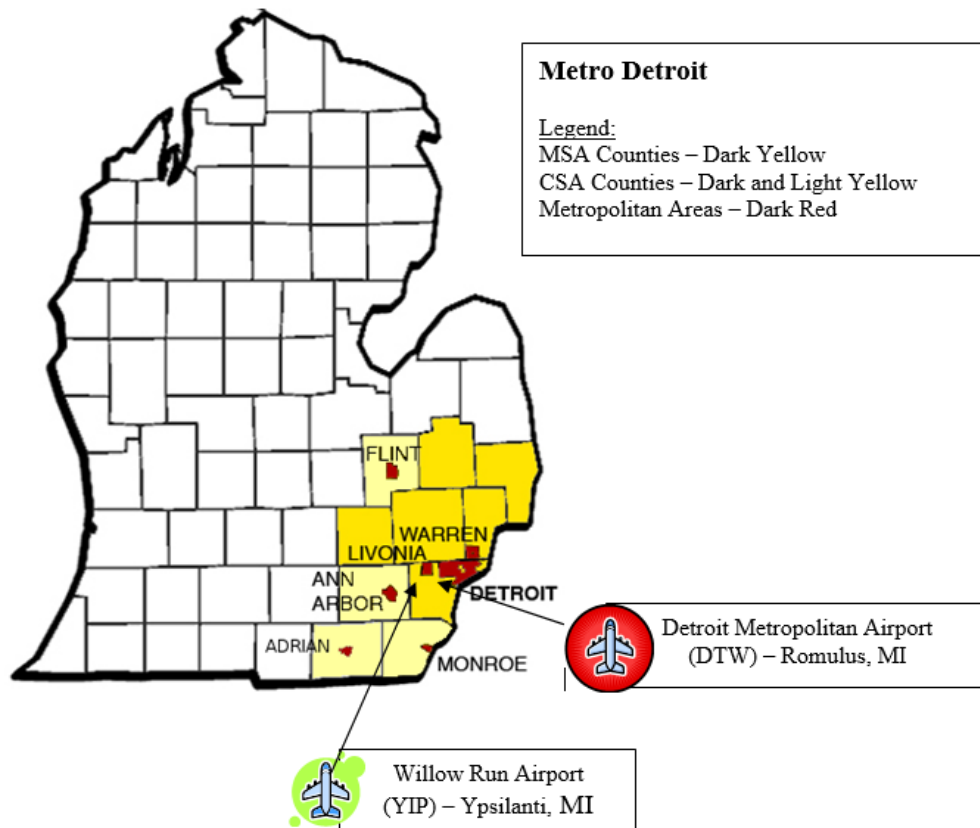 Metro Detroit
Legend:
MSA Counties – Dark Yellow
CSA Counties – Dark and Light Yellow
Metropolitan Areas – Dark Red
FLINT
WARREN
LIVONIA
ANN
ARBOR
DETROIT
ADRIAN
MONROE
Detroit Metropolitan Airport
(DTW) – Romulus, MI
Willow Run Airport
(YIP) – Ypsilanti, MI